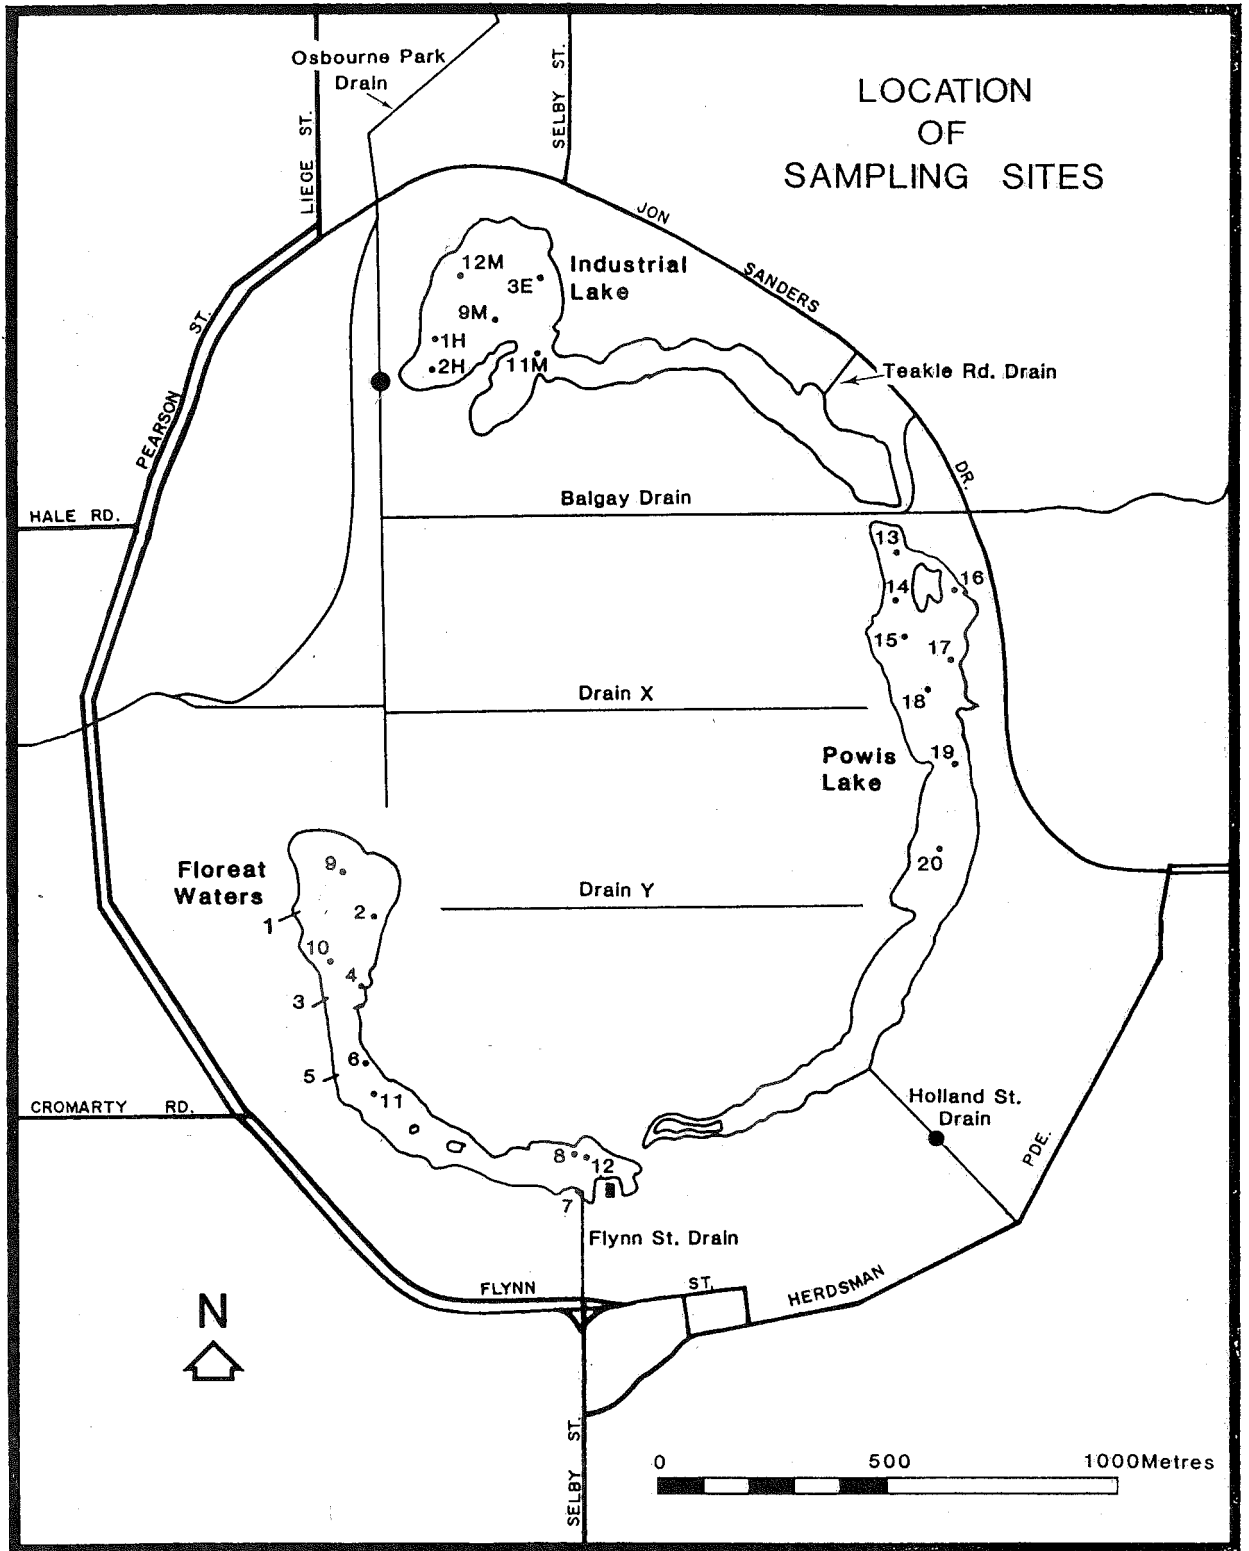 Osbourne Park
Drain
LIEGE ST.
SELBY ST.
LOCATION
OF
SAMPLING SITES
JON
SANDERS
DR.
12M
3E
Industrial
Lake
9M
1H
2H
11M
Teakle Rd. Drain
PEARSON
ST.
HALE RD.
Balgay Drain
13
14
16
15
17
18
Drain X
Powis
Lake
19
20
Floreat
Waters
9
1
2
Drain Y
10
4
3
6
5
11
CROMARTY RD.
Holland St.
Drain
8
12
7
PDE.
Flynn St. Drain
FLYNN
ST.
HERDSMAN
N
SELBY ST.
0 500 1000Metres